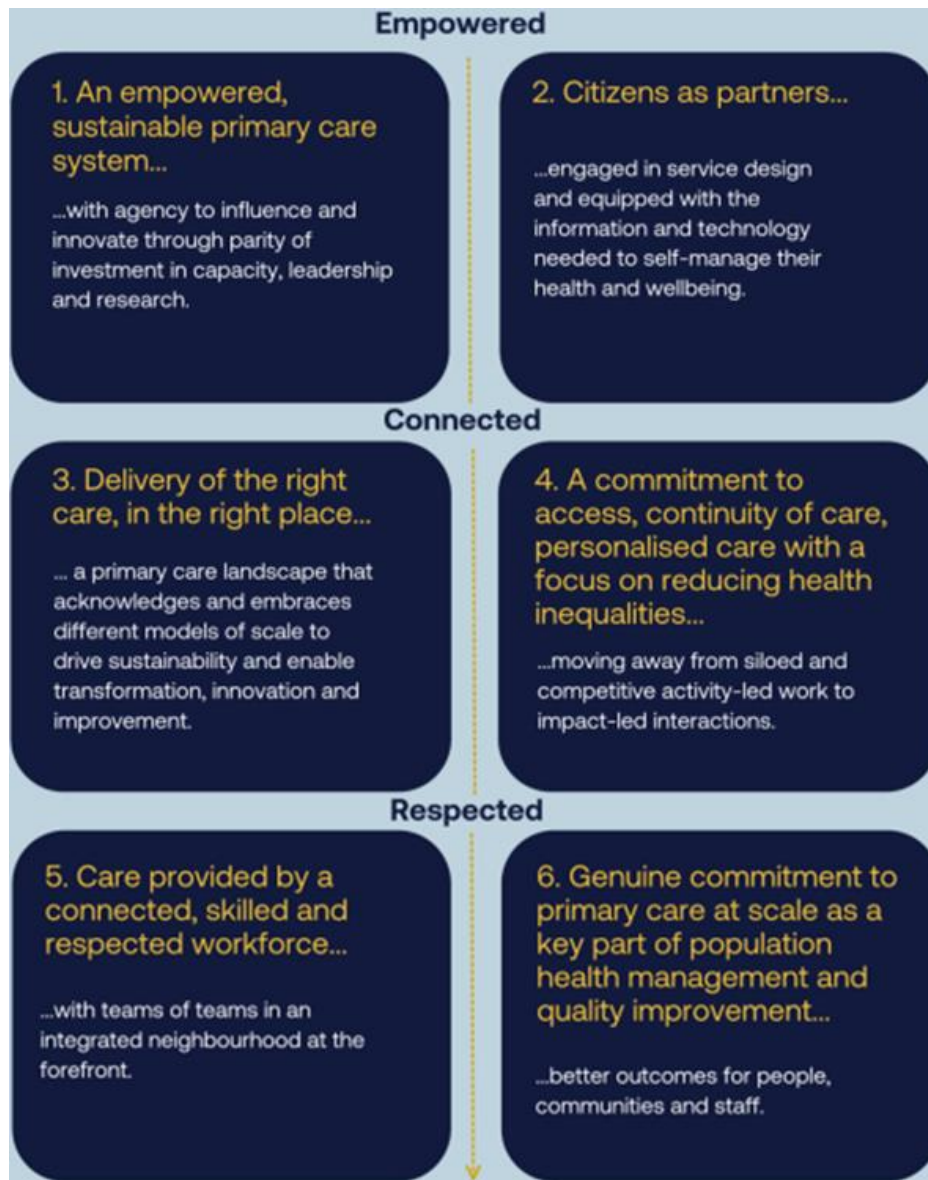 Empowered
1. An empowered,
sustainable primary care
system...
...with agency to influence and
innovate through parity of
investment in capacity, leadership
and research.
2. Citizens as partners...
...engaged in service design
and equipped with the
information and technology
needed to self-manage their
health and wellbeing.
Connected
3. Delivery of the right
care, in the right place...
... a primary care landscape that
acknowledges and embraces
different models of scale to
drive sustainability and enable
transformation, innovation and
improvement.
4. A commitment to
access, continuity of care,
personalised care with a
focus on reducing health
inequalities...
...moving away from siloed and
competitive activity-led work to
impact-led interactions.
Respected
5. Care provided by a
connected, skilled and
respected workforce...
...with teams of teams in an
integrated neighbourhood at the
forefront.
6. Genuine commitment to
primary care at scale as a
key part of population
health management and
quality improvement...
...better outcomes for people,
communities and staff.